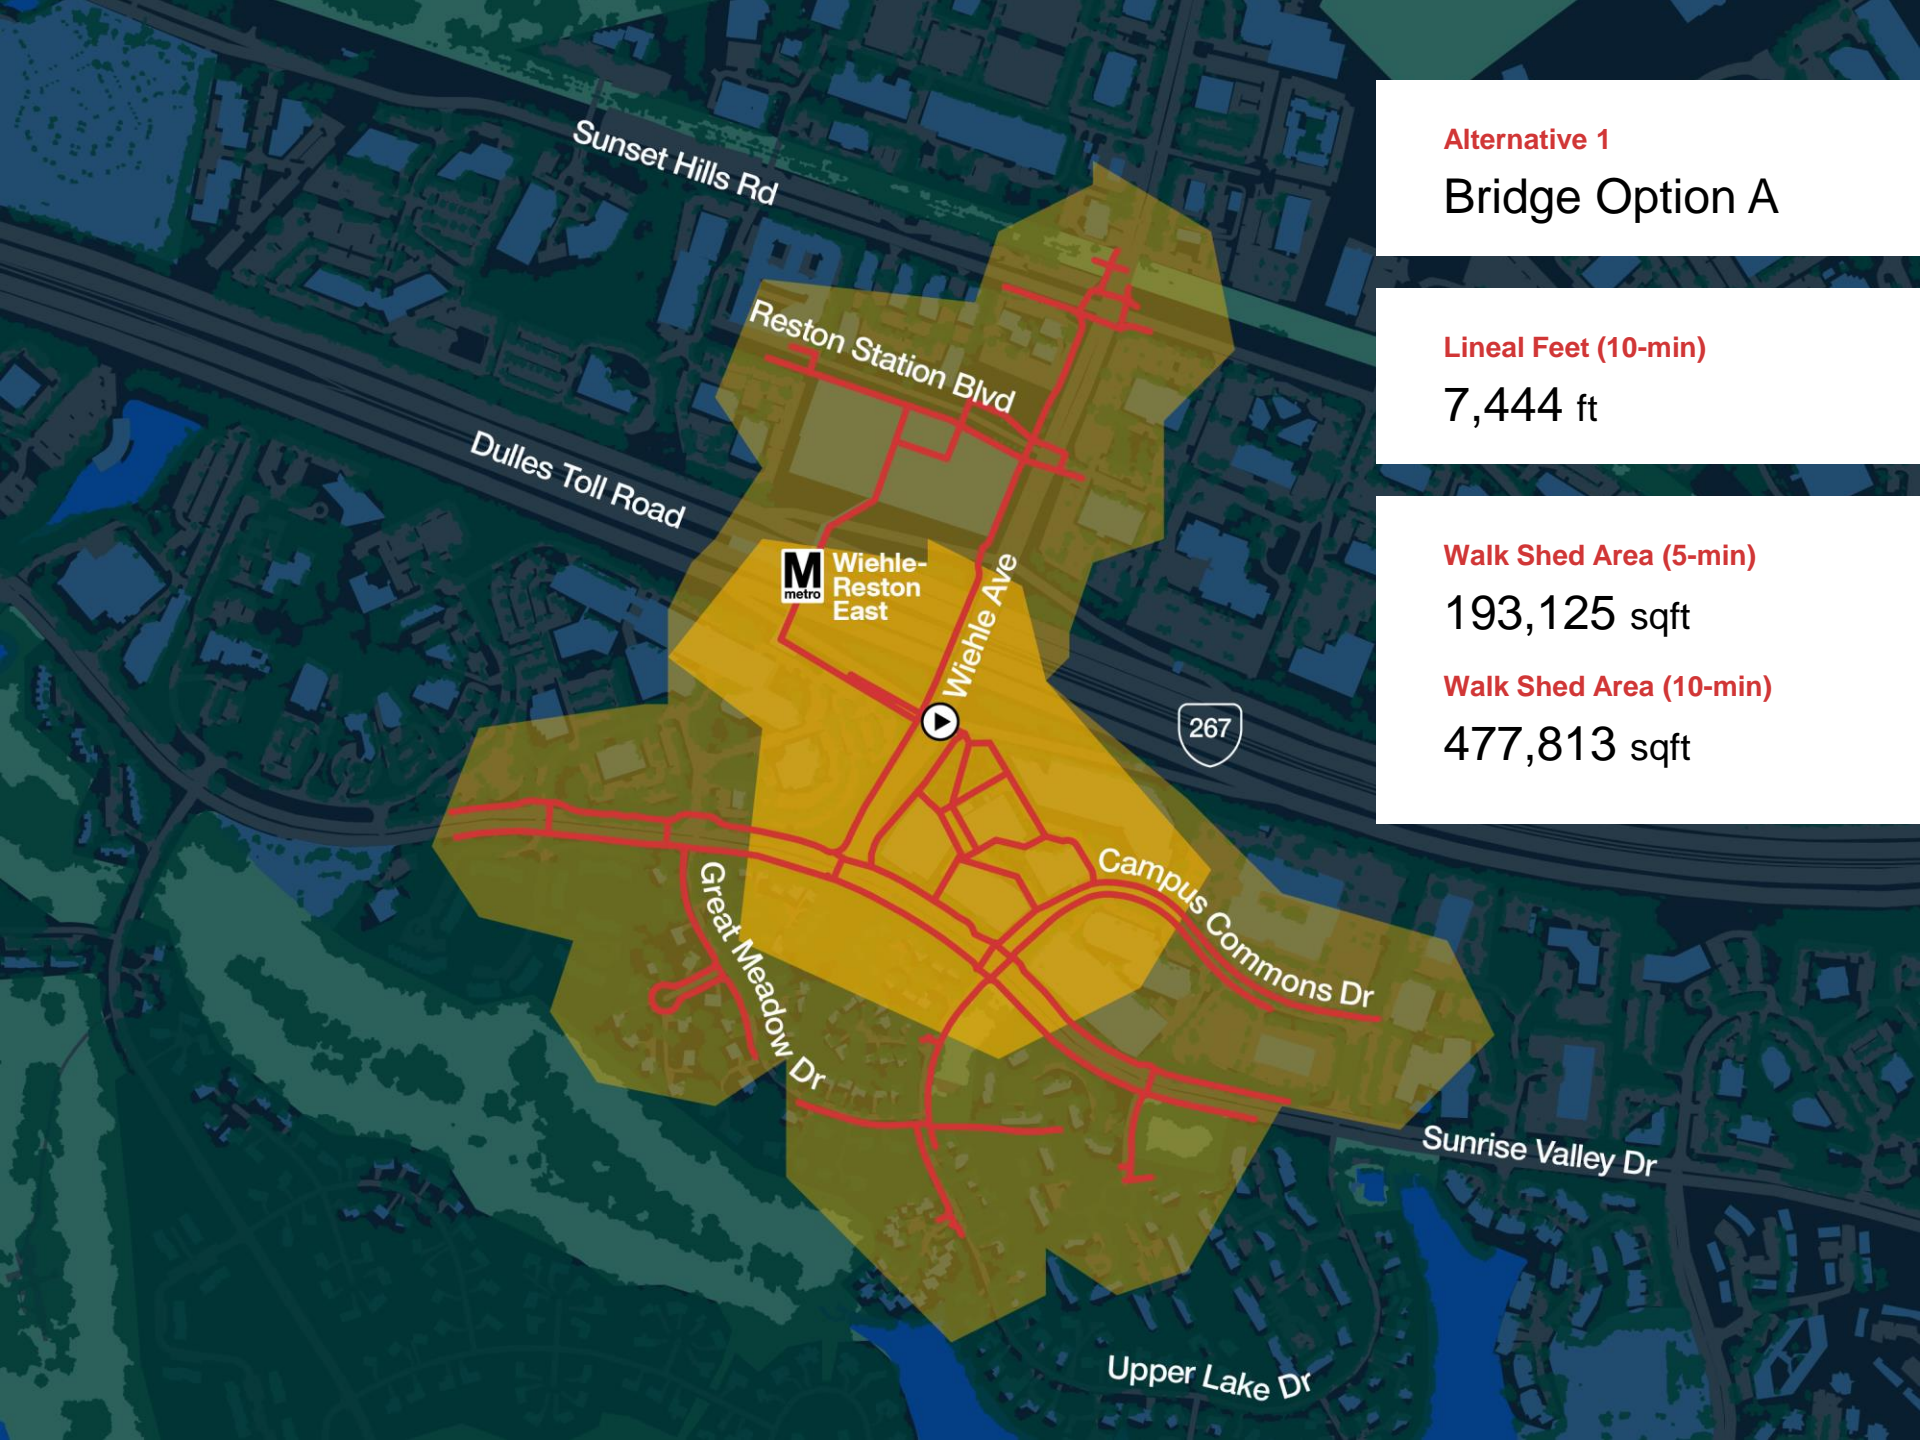 Alternative 1
Bridge Option A
Lineal Feet (10-min)
7,444 ft
Walk Shed Area (5-min)
193,125 sqft
Walk Shed Area (10-min)
477,813 sqft
Sunset Hills Rd
Reston Station Blvd
Dulles Toll Road
M
metro
Wiehle-
Reston
East
Wiehle Ave
267
Campus Commons Dr
Great Meadow Dr
Sunrise Valley Dr
Upper Lake Dr